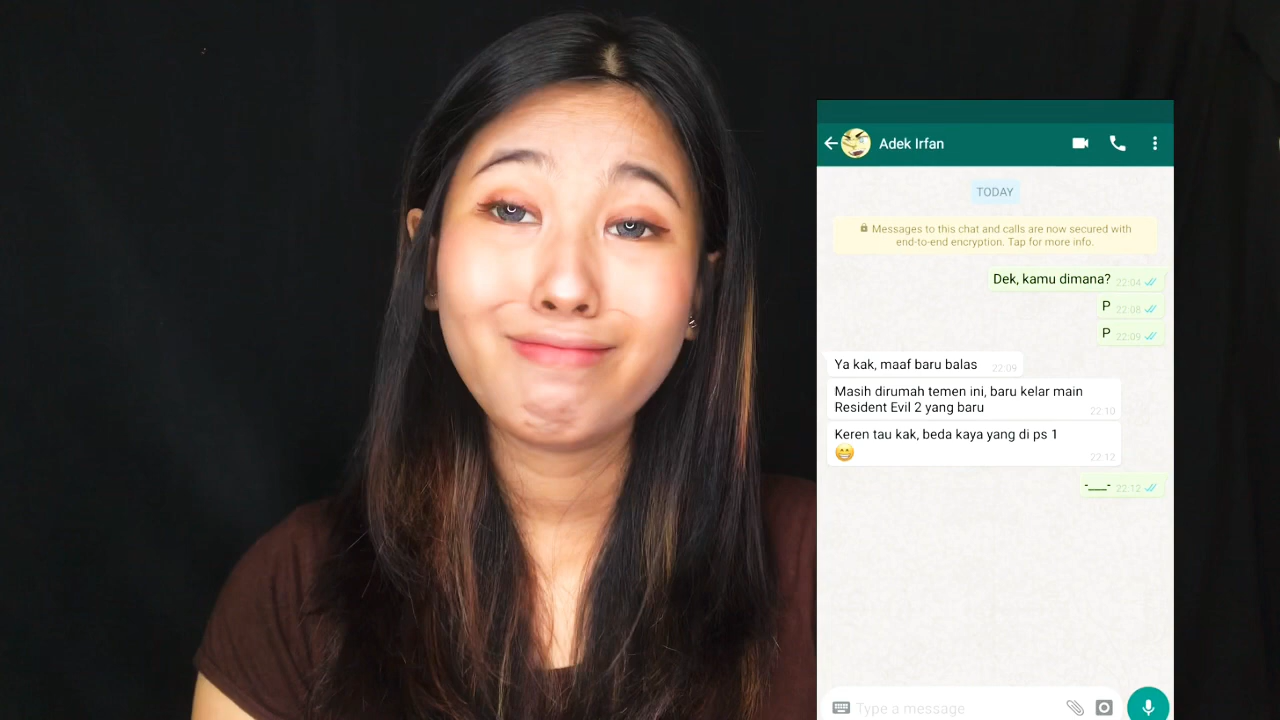 Adek Irfan
TODAY
Messages to this chat and calls are now secured with
end-to-end encryption. Tap for more info.
Dek, kamu dimana? 22:04
P 22:08
P 22:09
Ya kak, maaf baru balas 22:09
Masih dirumah temen ini, baru kelar main
Resident Evil 2 yang baru 22:10
Keren tau kak, beda kaya yang di ps 1
😁 22:12
-___- 22:12
Type a message